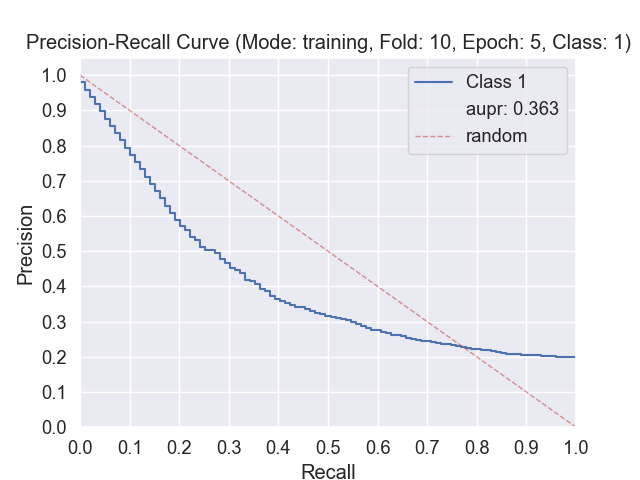 Precision-Recall Curve (Mode: training, Fold: 10, Epoch: 5, Class: 1)
Class 1
aupr: 0.363
random
Precision
1.0
0.9
0.8
0.7
0.6
0.5
0.4
0.3
0.2
0.1
0.0
0.0 0.1 0.2 0.3 0.4 0.5 0.6 0.7 0.8 0.9 1.0
Recall